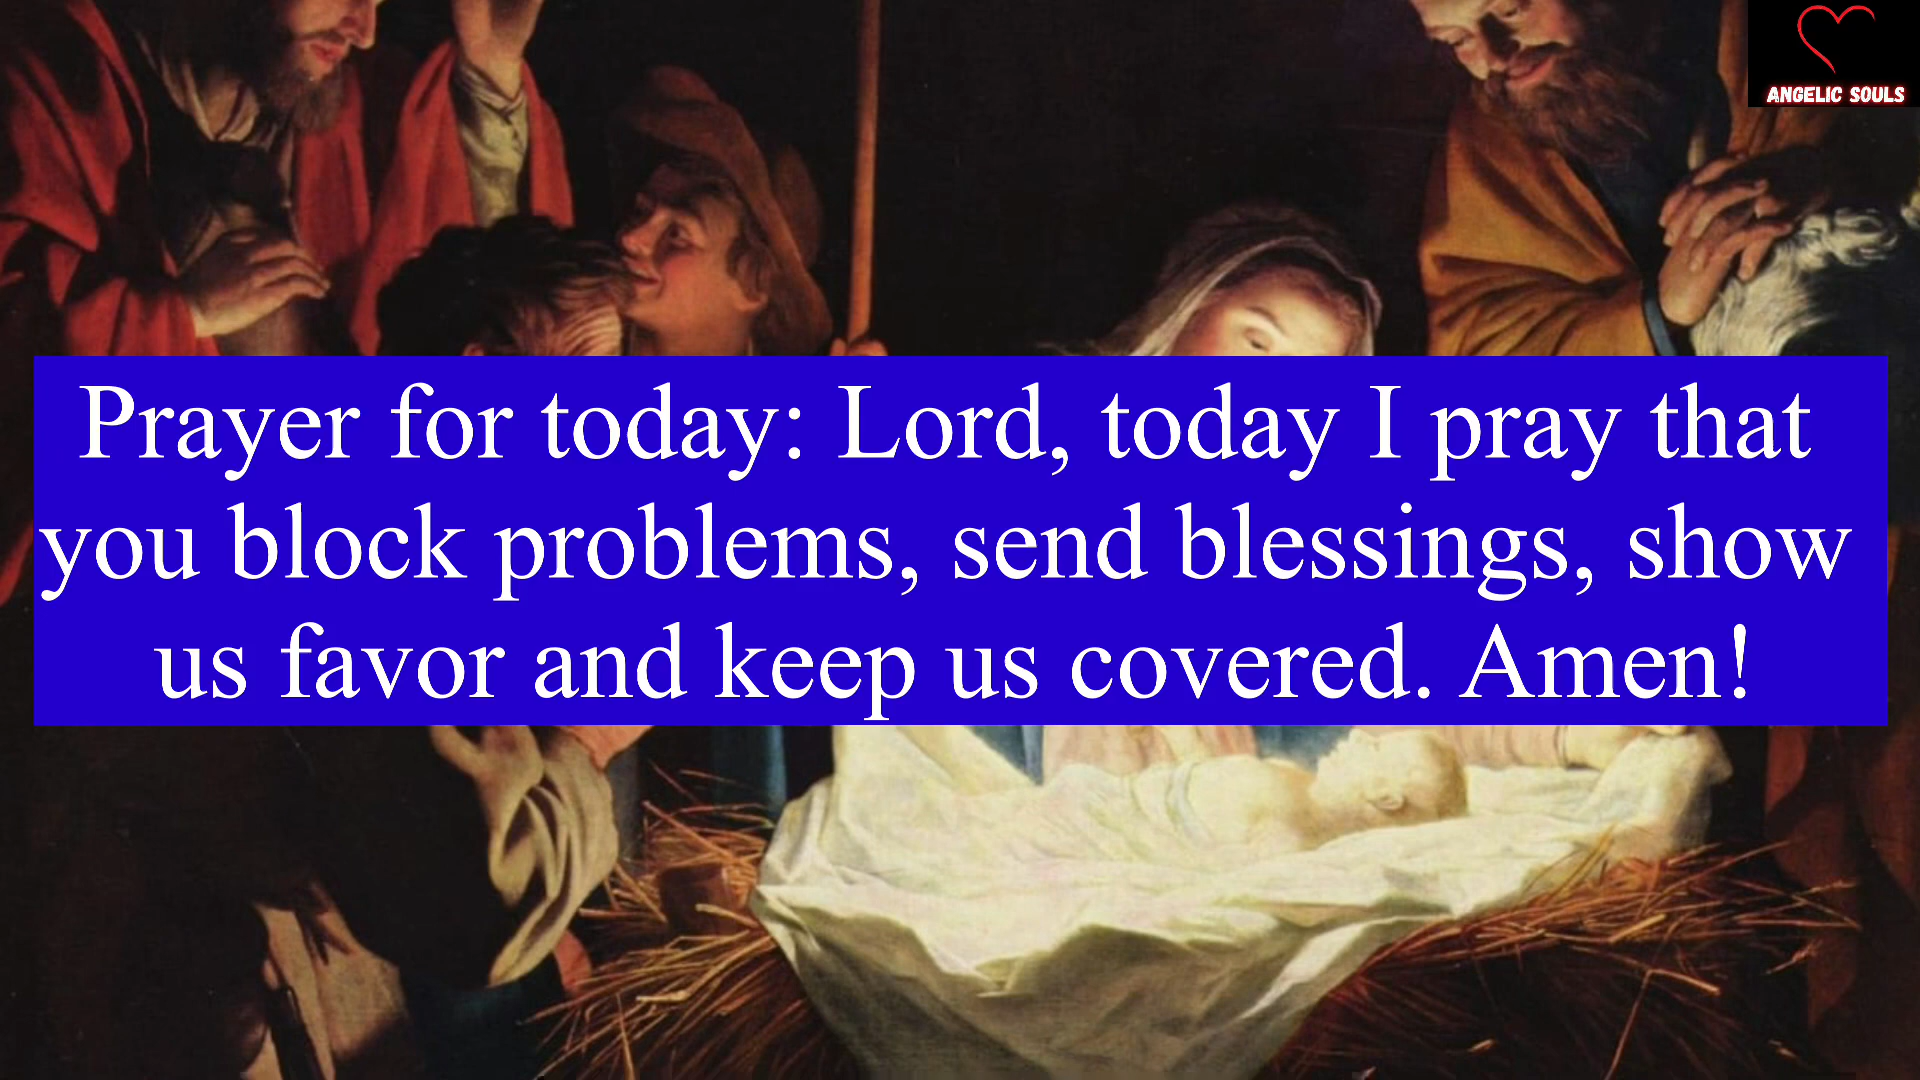 ANGELIC SOULS
Prayer for today: Lord, today I pray that
you block problems, send blessings, show
us favor and keep us covered. Amen!